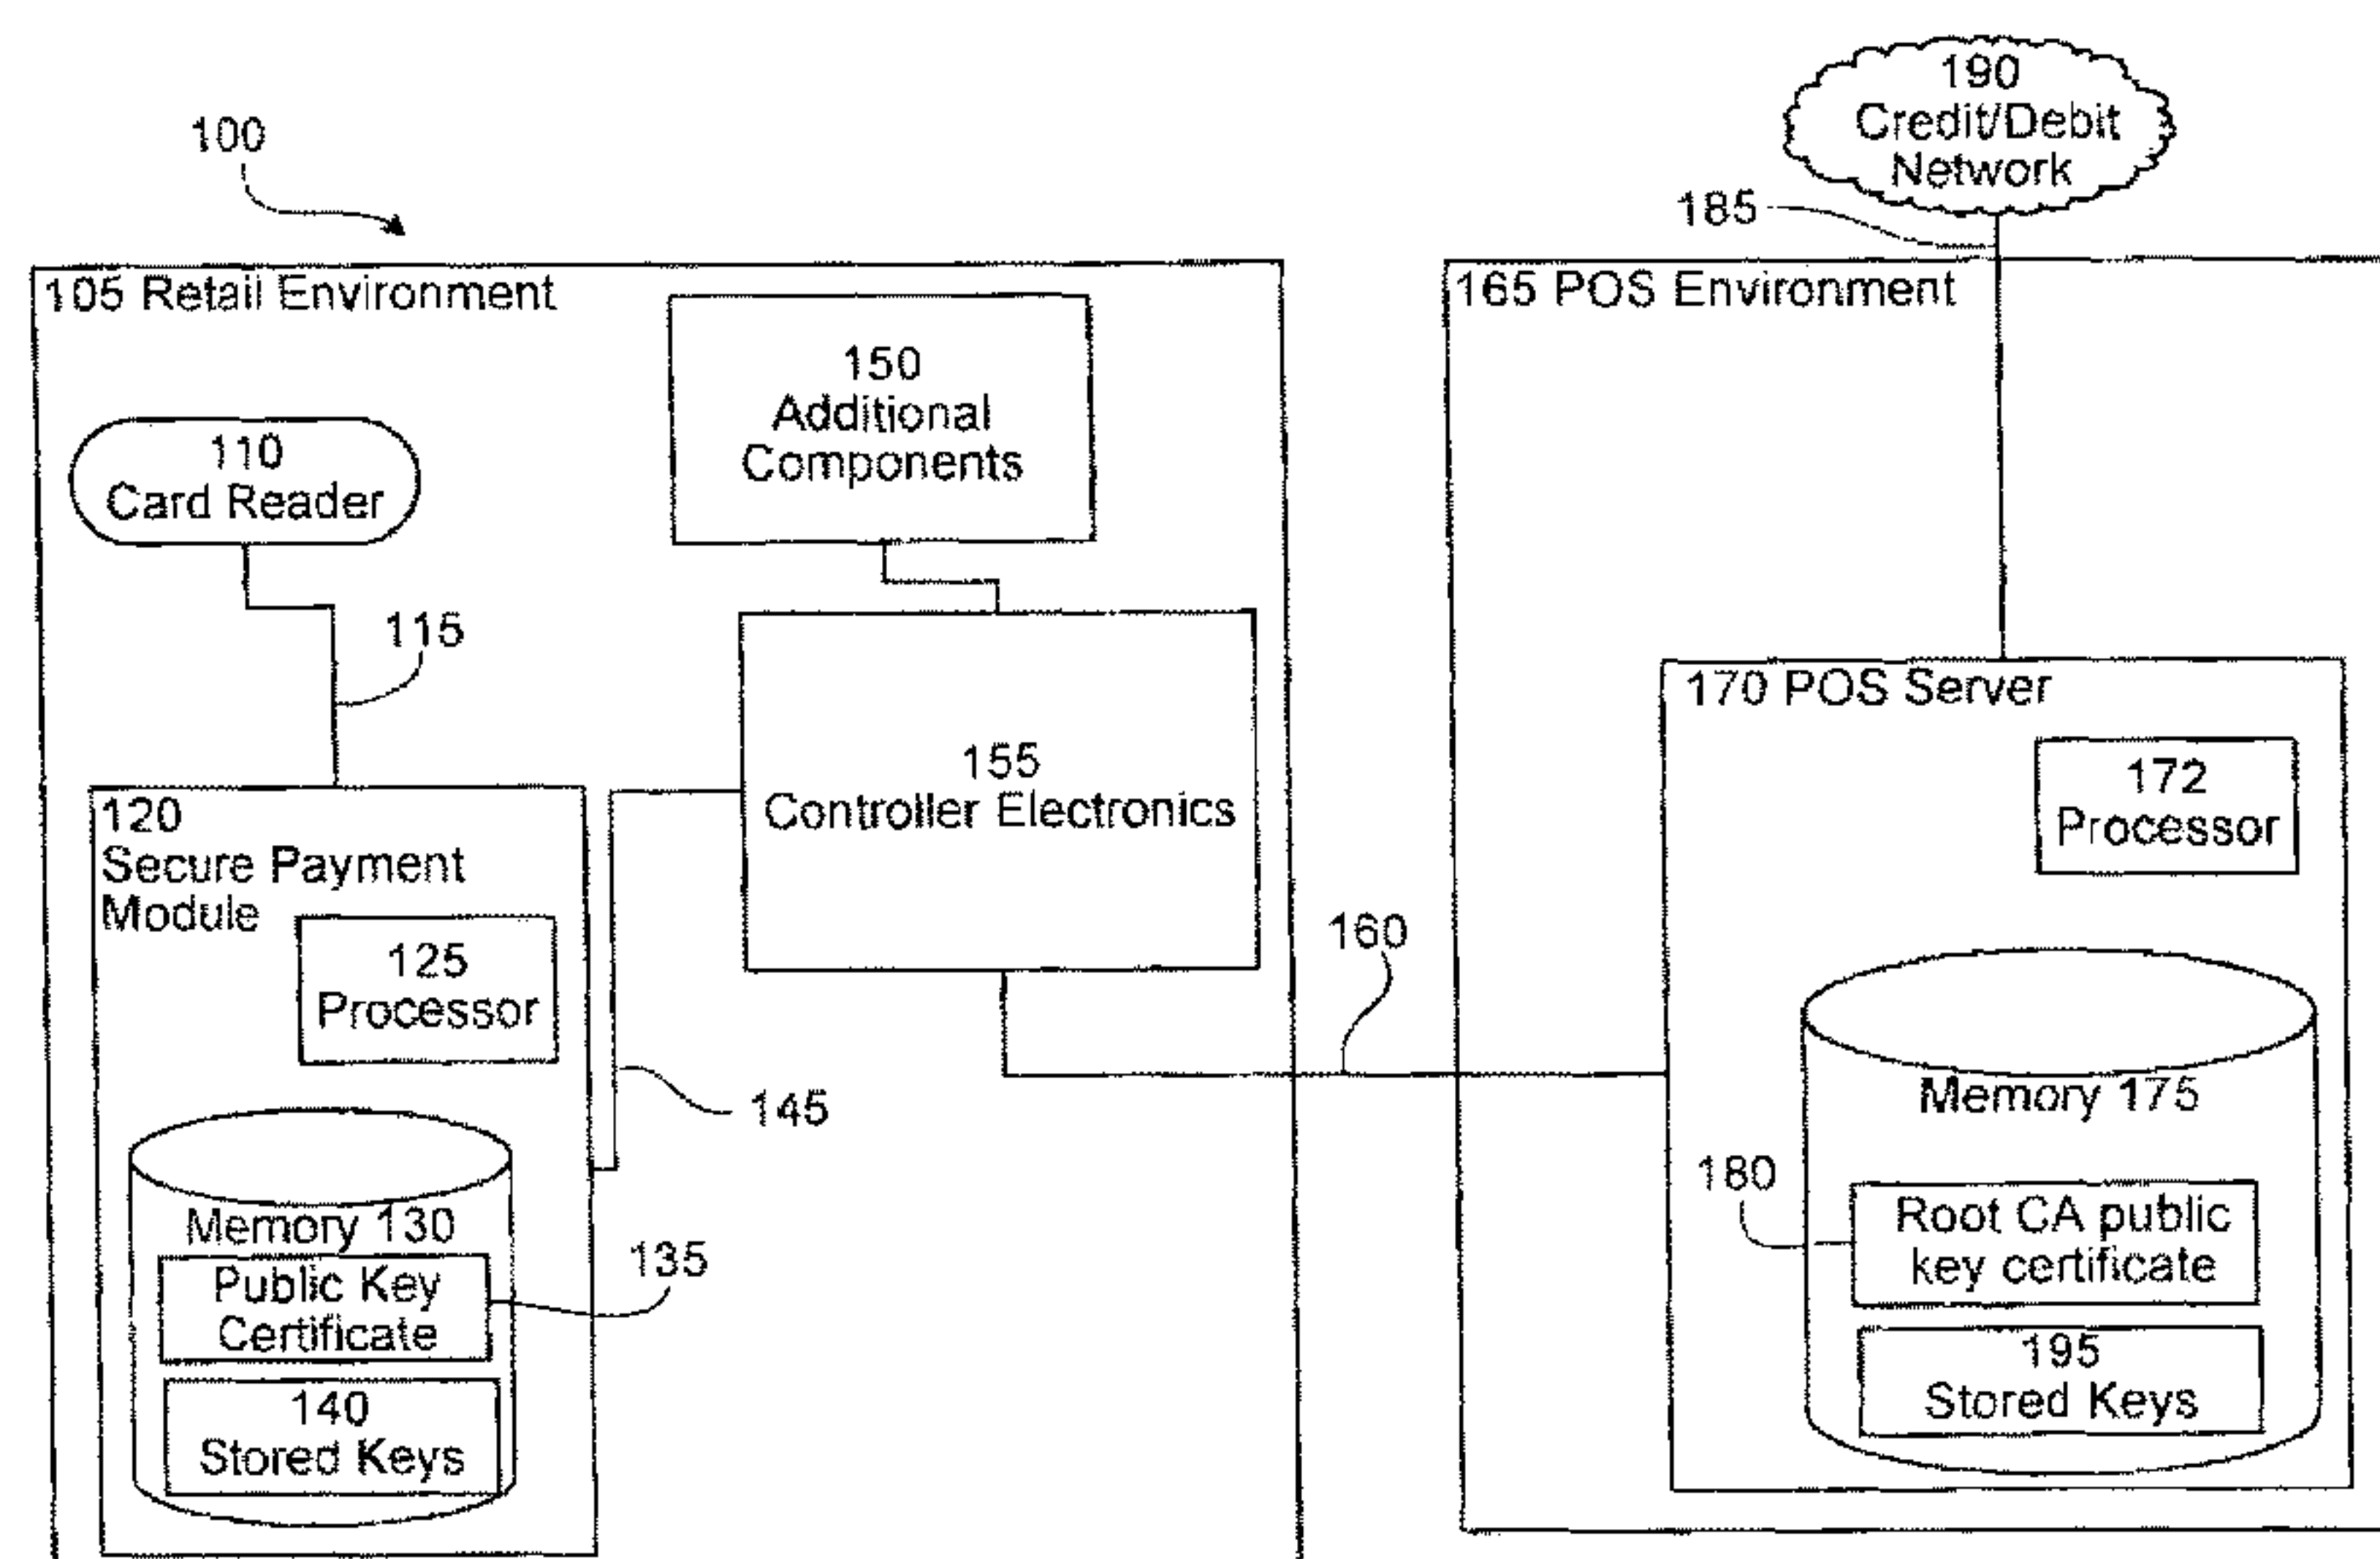 100
190
Credit/Debit
Network
185
105 Retail Environment
150
Additional
Components
110
Card Reader
115
155
Controller Electronics
120
Secure Payment
Module
125
Processor
145
160
Memory 130
135
Public Key
Certificate
140
Stored Keys
165 POS Environment
170 POS Server
172
Processor
Memory 175
180
Root CA public
key certificate
195
Stored Keys